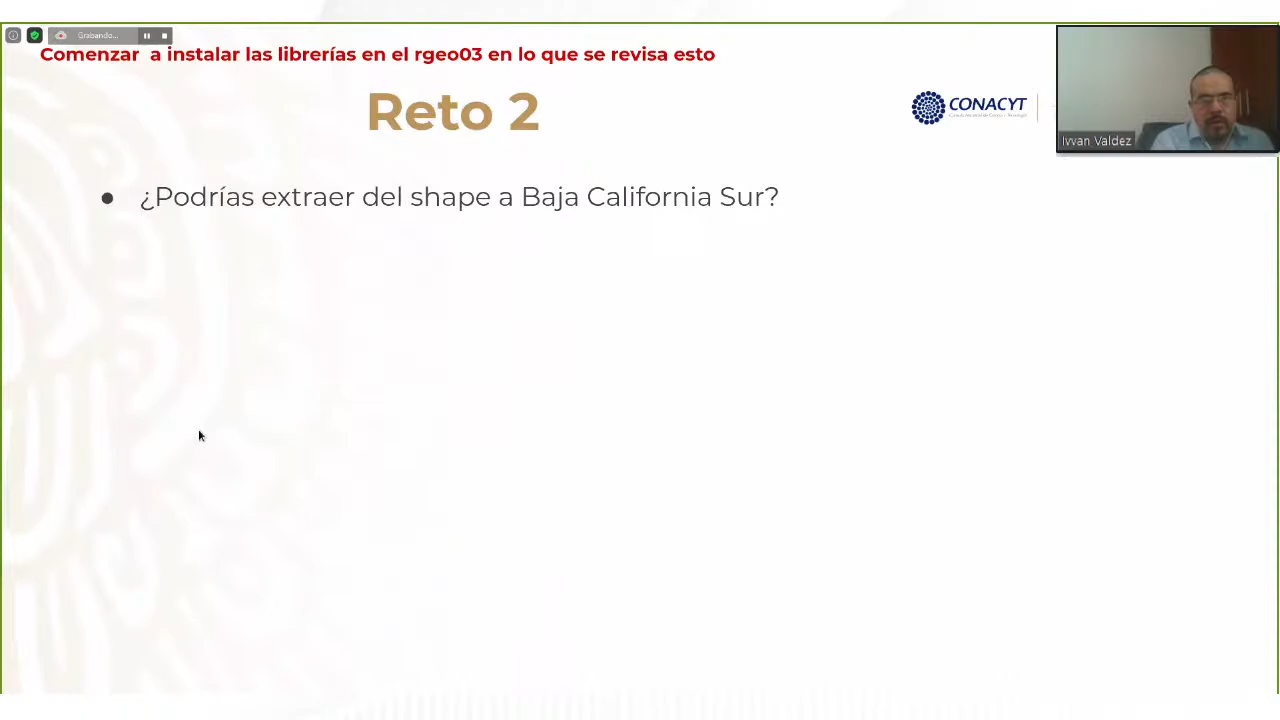 Grabando...
Comenzar a instalar las librerías en el rgeo03 en lo que se revisa esto
Reto 2
CONACYT
Ivvan Valdez
● ¿Podrías extraer del shape a Baja California Sur?